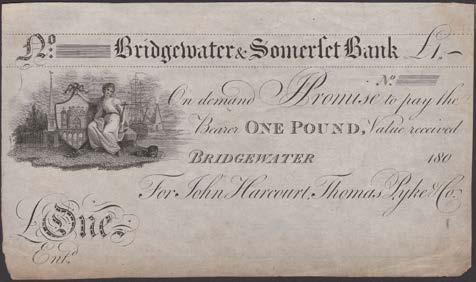 No. Bridgewater & Somerset Bank £1.–
No.
On demand I Promise to pay the
Bearer ONE POUND, Value received
BRIDGEWATER 180
For John Harcourt, Thomas Pyke & Co.
£One
Entd.